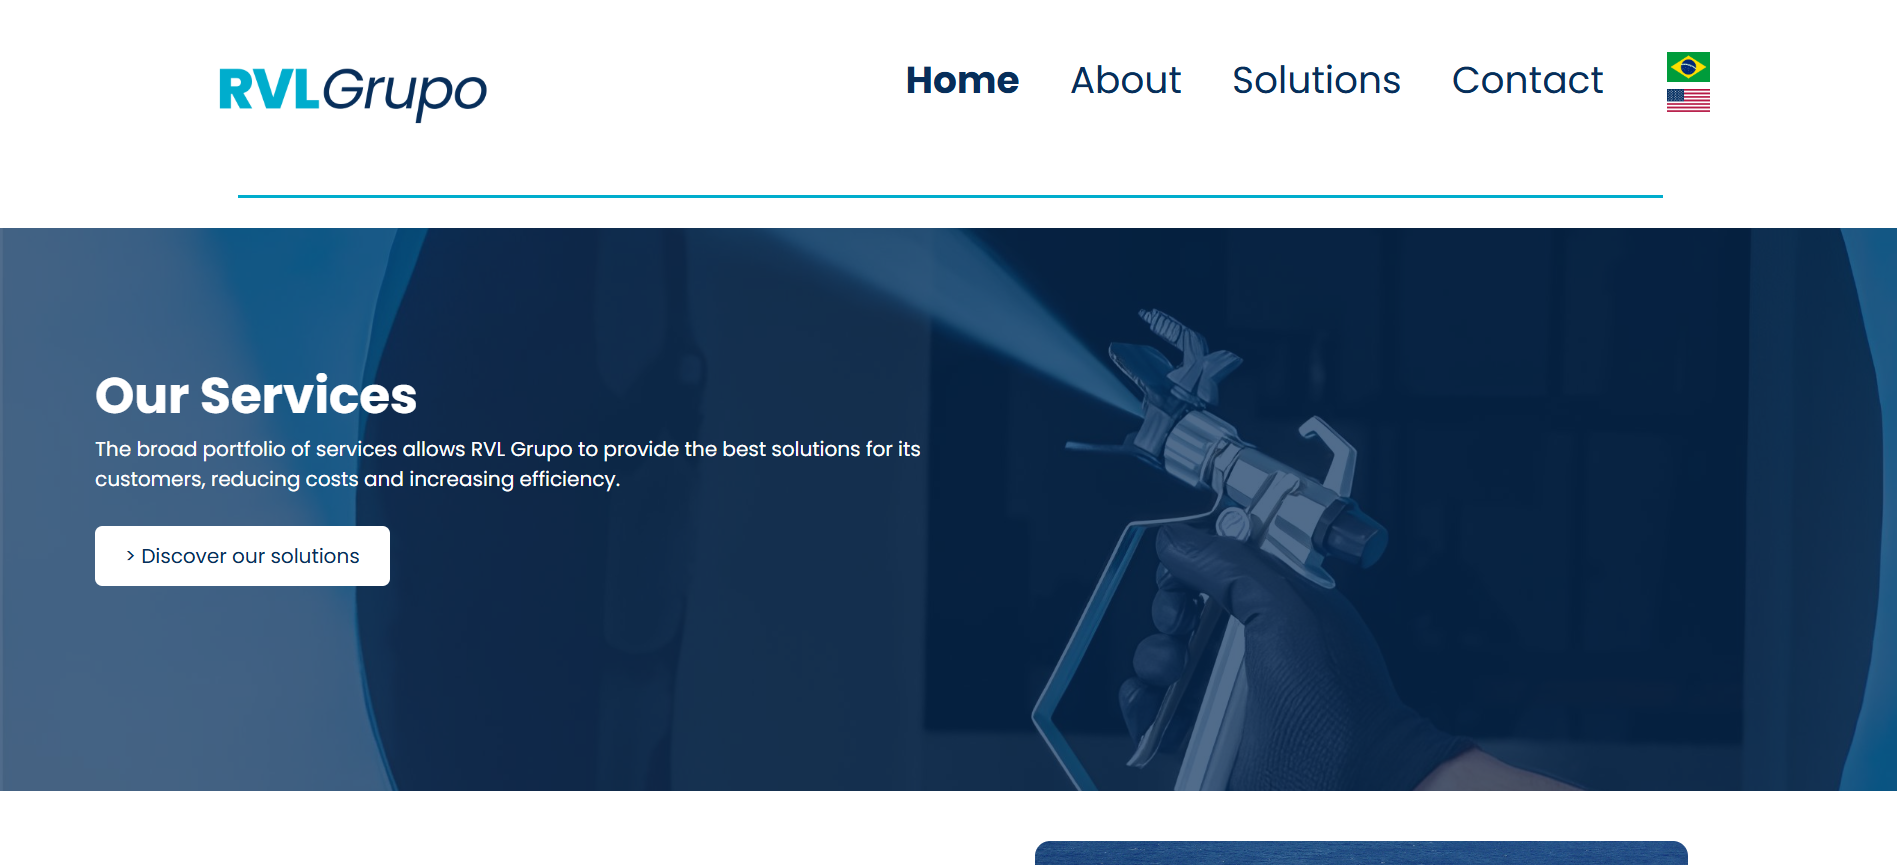 RVLGrupo
Home About Solutions Contact
Our Services
The broad portfolio of services allows RVL Grupo to provide the best solutions for its
customers, reducing costs and increasing efficiency.
> Discover our solutions